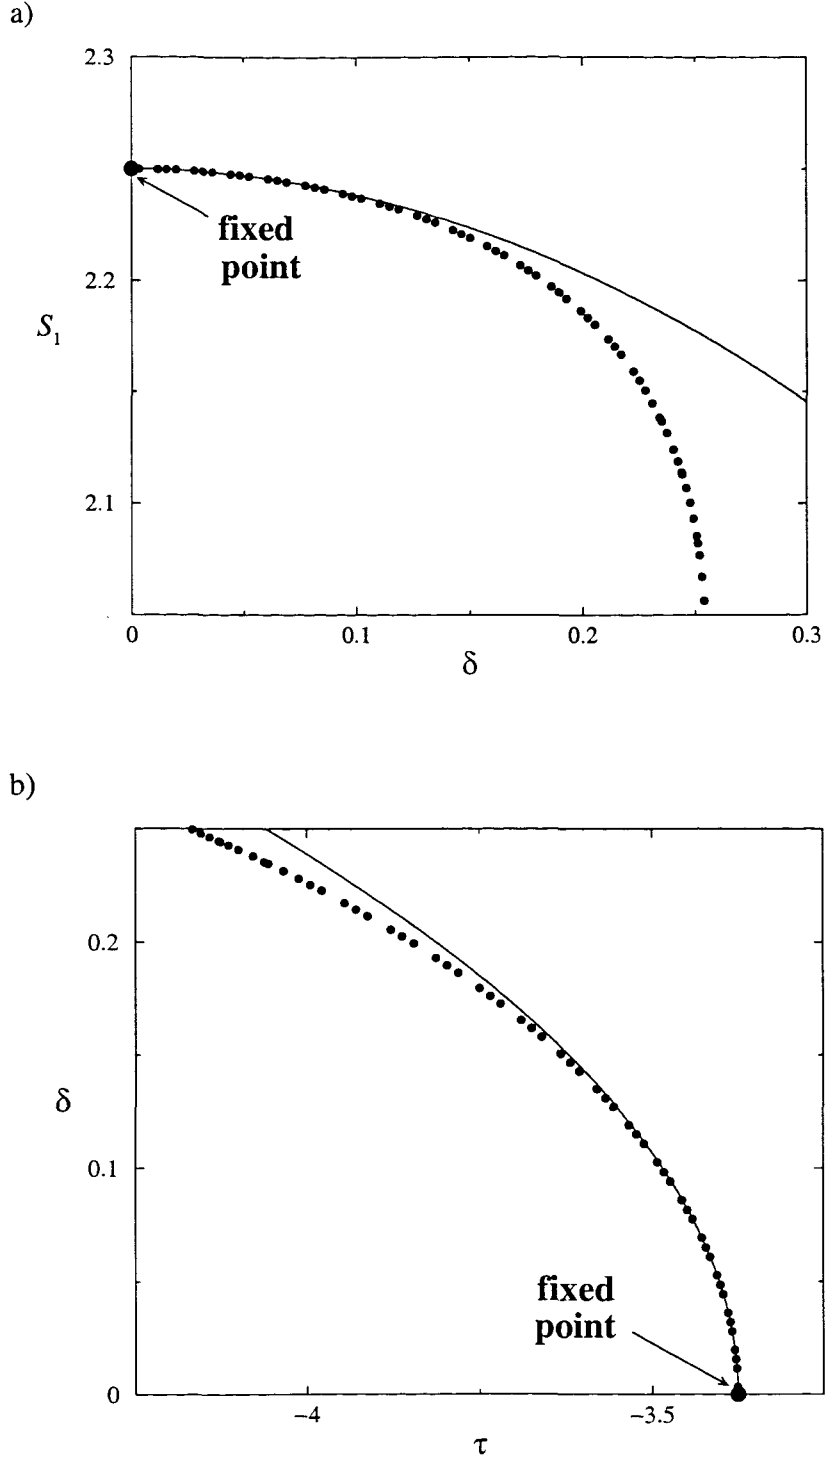 a)
2.3
fixed
point
2.2
S₁
2.1
0
0.1
0.2
0.3
δ
b)
0.2
δ
0.1
fixed
point
0
−4
−3.5
τ